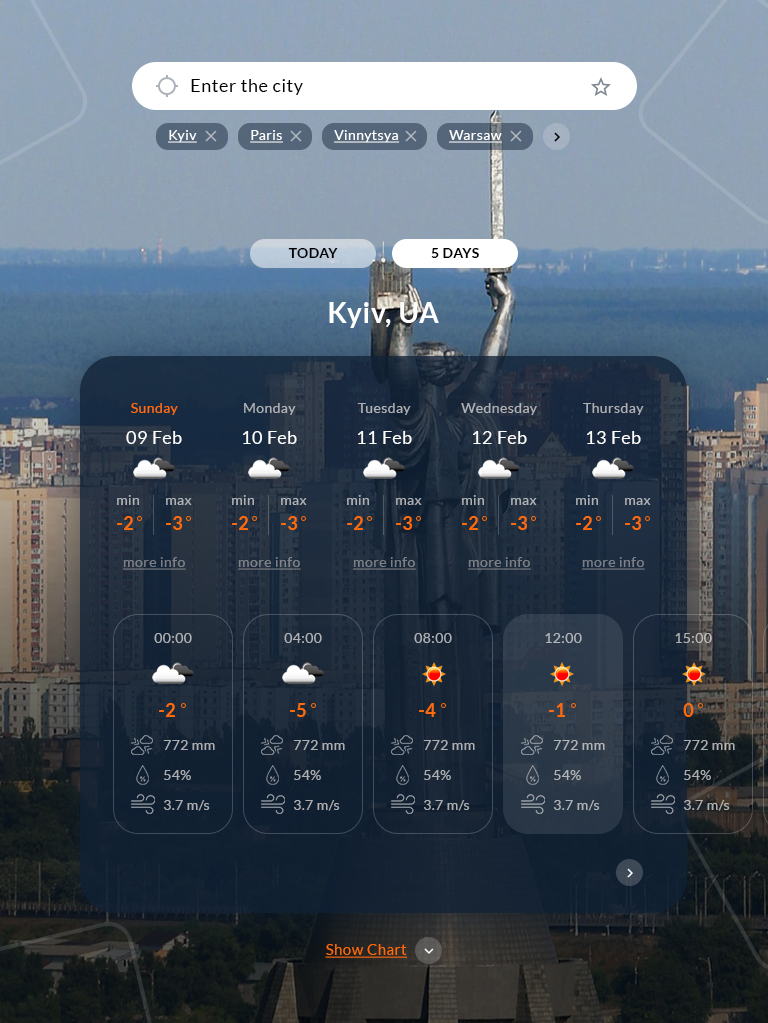 Enter the city
Kyiv Paris Vinnytsya Warsaw
TODAY 5 DAYS
Kyiv, UA
Sunday Monday Tuesday Wednesday Thursday
09 Feb 10 Feb 11 Feb 12 Feb 13 Feb
min max min max min max min max min max
-2° -3° -2° -3° -2° -3° -2° -3° -2° -3°
more info more info more info more info more info
00:00 04:00 08:00 12:00 15:00
-2° -5° -4° -1° 0°
772 mm 772 mm 772 mm 772 mm 772 mm
54% 54% 54% 54% 54%
3.7 m/s 3.7 m/s 3.7 m/s 3.7 m/s 3.7 m/s
Show Chart